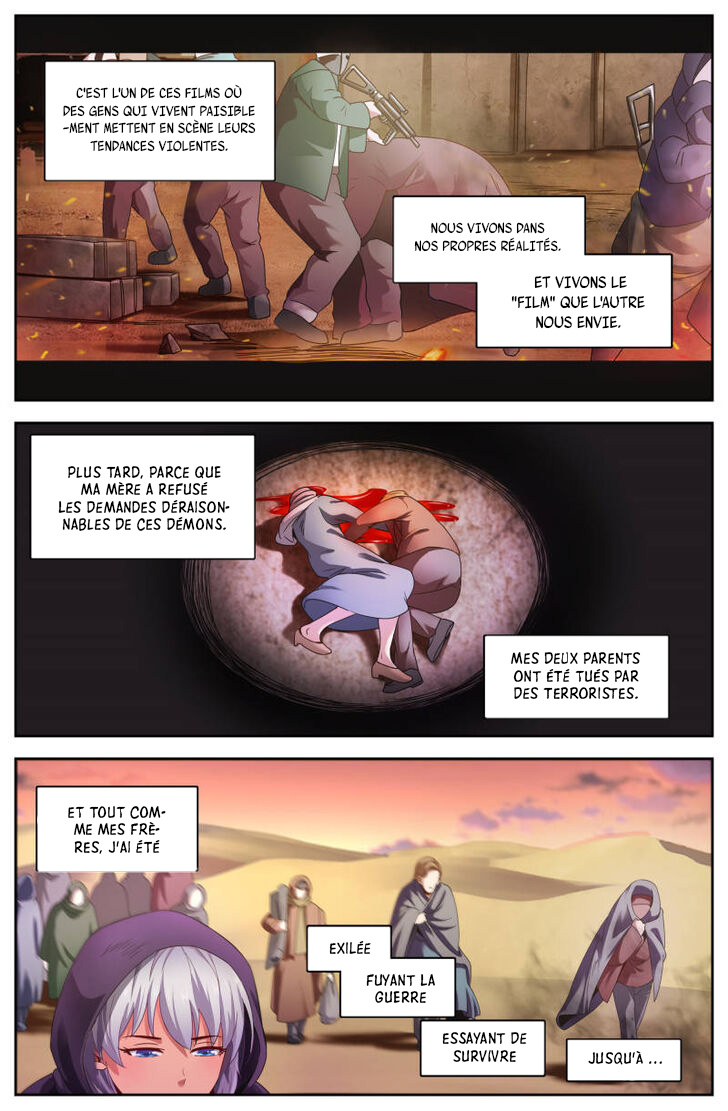 C'EST L'UN DE CES FILMS OÙ
DES GENS QUI VIVENT PAISIBLE
-MENT METTENT EN SCÈNE LEURS
TENDANCES VIOLENTES.
NOUS VIVONS DANS
NOS PROPRES RÉALITÉS.
ET VIVONS LE
"FILM" QUE L'AUTRE
NOUS ENVIE.
PLUS TARD, PARCE QUE
MA MÈRE A REFUSÉ
LES DEMANDES DÉRAISON-
NABLES DE CES DÉMONS.
MES DEUX PARENTS
ONT ÉTÉ TUÉS PAR
DES TERRORISTES.
ET TOUT COM-
ME MES FRÈ-
RES, J'AI ÉTÉ
EXILÉE
FUYANT LA
GUERRE
ESSAYANT DE
SURVIVRE
JUSQU'À ...